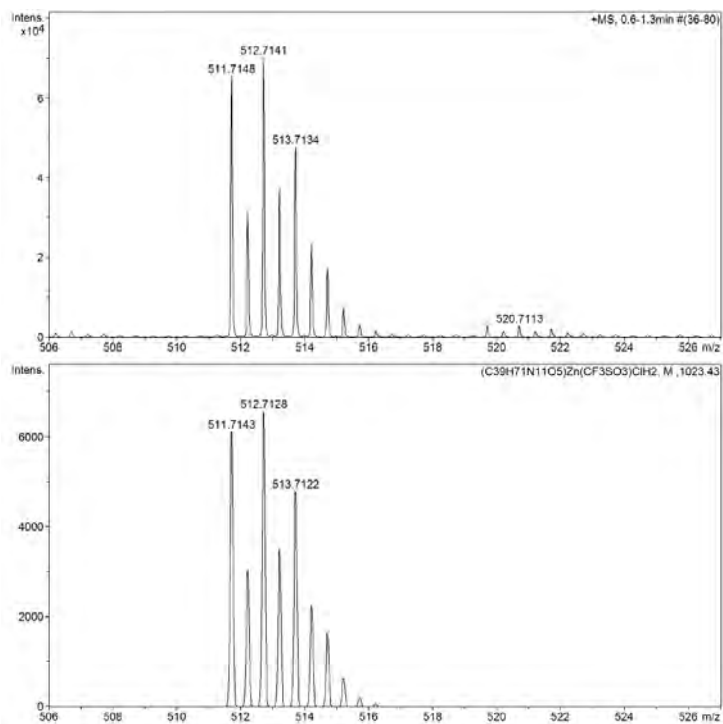 Intens.
x10⁴
+MS, 0.6-1.3min #(36-80)
512.7141
511.7148
6
513.7134
4
2
520.7113
0
506 508 510 512 514 516 518 520 522 524 526 m/z
Intens.
(C39H71N11O5)Zn(CF3SO3)ClH2, M ,1023.43
512.7128
511.7143
6000
513.7122
4000
2000
0
506 508 510 512 514 516 518 520 522 524 526 m/z